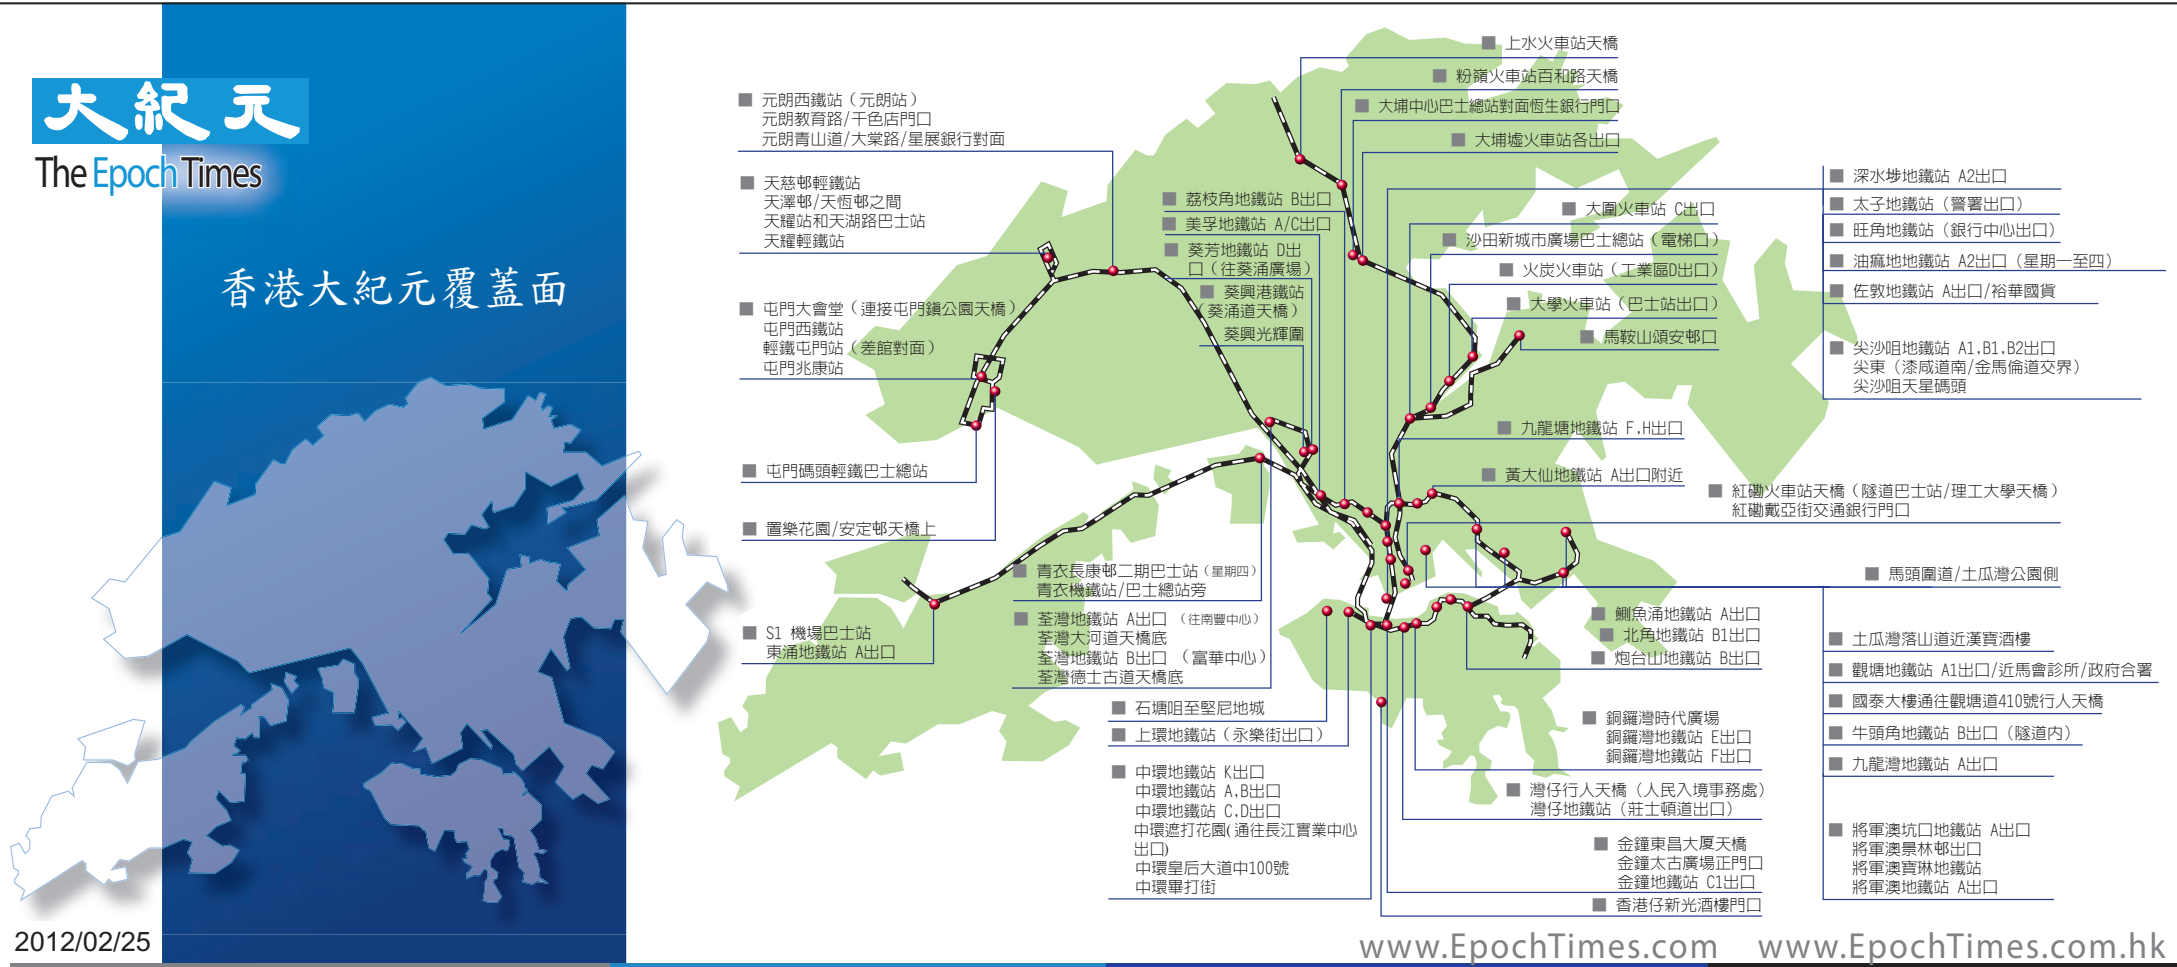 大紀元
The Epoch Times
香港大紀元覆蓋面
2012/02/25
■ 元朗西鐵站（元朗站）
元朗教育路/千色店門口
元朗青山道/大棠路/星展銀行對面
■ 天慈邨輕鐵站
天澤邨/天恆邨之間
天耀站和天湖路巴士站
天耀輕鐵站
■ 屯門大會堂（連接屯門鎮公園天橋）
屯門西鐵站
輕鐵屯門站（差館對面）
屯門兆康站
■ 屯門碼頭輕鐵巴士總站
■ 置樂花園/安定邨天橋上
■ S1 機場巴士站
東涌地鐵站 A出口
■ 上水火車站天橋
■ 粉嶺火車站百和路天橋
■ 大埔中心巴士總站對面恆生銀行門口
■ 大埔墟火車站各出口
■ 荔枝角地鐵站 B出口
■ 美孚地鐵站 A/C出口
■ 葵芳地鐵站 D出
口（往葵涌廣場）
■ 葵興港鐵站
（葵涌道天橋）
葵興光輝圍
■ 大圍火車站 C出口
■ 沙田新城市廣場巴士總站（電梯口）
■ 火炭火車站（工業區D出口）
■ 大學火車站（巴士站出口）
■ 馬鞍山頌安邨口
■ 九龍塘地鐵站 F.H出口
■ 黃大仙地鐵站 A出口附近
■ 青衣長康邨二期巴士站（星期四）
青衣機鐵站/巴士總站旁
■ 荃灣地鐵站 A出口 （往南豐中心）
荃灣大河道天橋底
荃灣地鐵站 B出口 （富華中心）
荃灣德士古道天橋底
■ 石塘咀至堅尼地城
■ 上環地鐵站（永樂街出口）
■ 中環地鐵站 K出口
中環地鐵站 A.B出口
中環地鐵站 C.D出口
中環遮打花園(通往長江實業中心
出口)
中環皇后大道中100號
中環畢打街
■ 深水埗地鐵站 A2出口
■ 太子地鐵站（警署出口）
■ 旺角地鐵站（銀行中心出口）
■ 油麻地地鐵站 A2出口（星期一至四）
■ 佐敦地鐵站 A出口/裕華國貨
■ 尖沙咀地鐵站 A1.B1.B2出口
尖東（漆咸道南/金馬倫道交界）
尖沙咀天星碼頭
■ 紅磡火車站天橋（隧道巴士站/理工大學天橋）
紅磡戴亞街交通銀行門口
■ 馬頭圍道/土瓜灣公園側
■ 鰂魚涌地鐵站 A出口
■ 北角地鐵站 B1出口
■ 炮台山地鐵站 B出口
■ 土瓜灣落山道近漢寶酒樓
■ 觀塘地鐵站 A1出口/近馬會診所/政府合署
■ 國泰大樓通往觀塘道410號行人天橋
■ 牛頭角地鐵站 B出口（隧道內）
■ 九龍灣地鐵站 A出口
■ 銅鑼灣時代廣場
銅鑼灣地鐵站 E出口
銅鑼灣地鐵站 F出口
■ 灣仔行人天橋（人民入境事務處）
灣仔地鐵站（莊士頓道出口）
■ 金鐘東昌大厦天橋
金鐘太古廣場正門口
金鐘地鐵站 C1出口
■ 香港仔新光酒樓門口
■ 將軍澳坑口地鐵站 A出口
將軍澳景林邨出口
將軍澳寶琳地鐵站
將軍澳地鐵站 A出口
www.EpochTimes.com
www.EpochTimes.com.hk